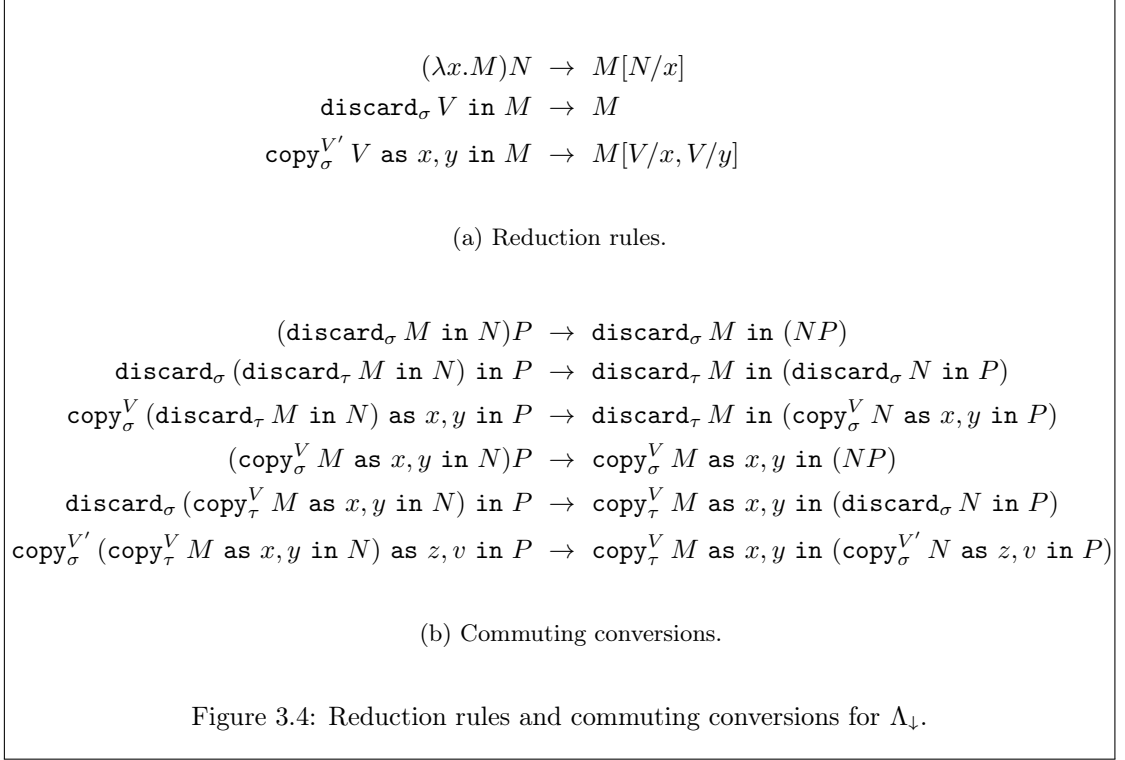 (λx.M)N → M[N/x]
discard_σ V in M → M
copy_σ^{V′} V as x, y in M → M[V/x, V/y]
(a) Reduction rules.
(discard_σ M in N)P → discard_σ M in (NP)
discard_σ (discard_τ M in N) in P → discard_τ M in (discard_σ N in P)
copy_σ^V (discard_τ M in N) as x, y in P → discard_τ M in (copy_σ^V N as x, y in P)
(copy_σ^V M as x, y in N)P → copy_σ^V M as x, y in (NP)
discard_σ (copy_τ^V M as x, y in N) in P → copy_τ^V M as x, y in (discard_σ N in P)
copy_σ^{V′} (copy_τ^V M as x, y in N) as z, v in P → copy_τ^V M as x, y in (copy_σ^{V′} N as z, v in P)
(b) Commuting conversions.
Figure 3.4: Reduction rules and commuting conversions for Λ↓.